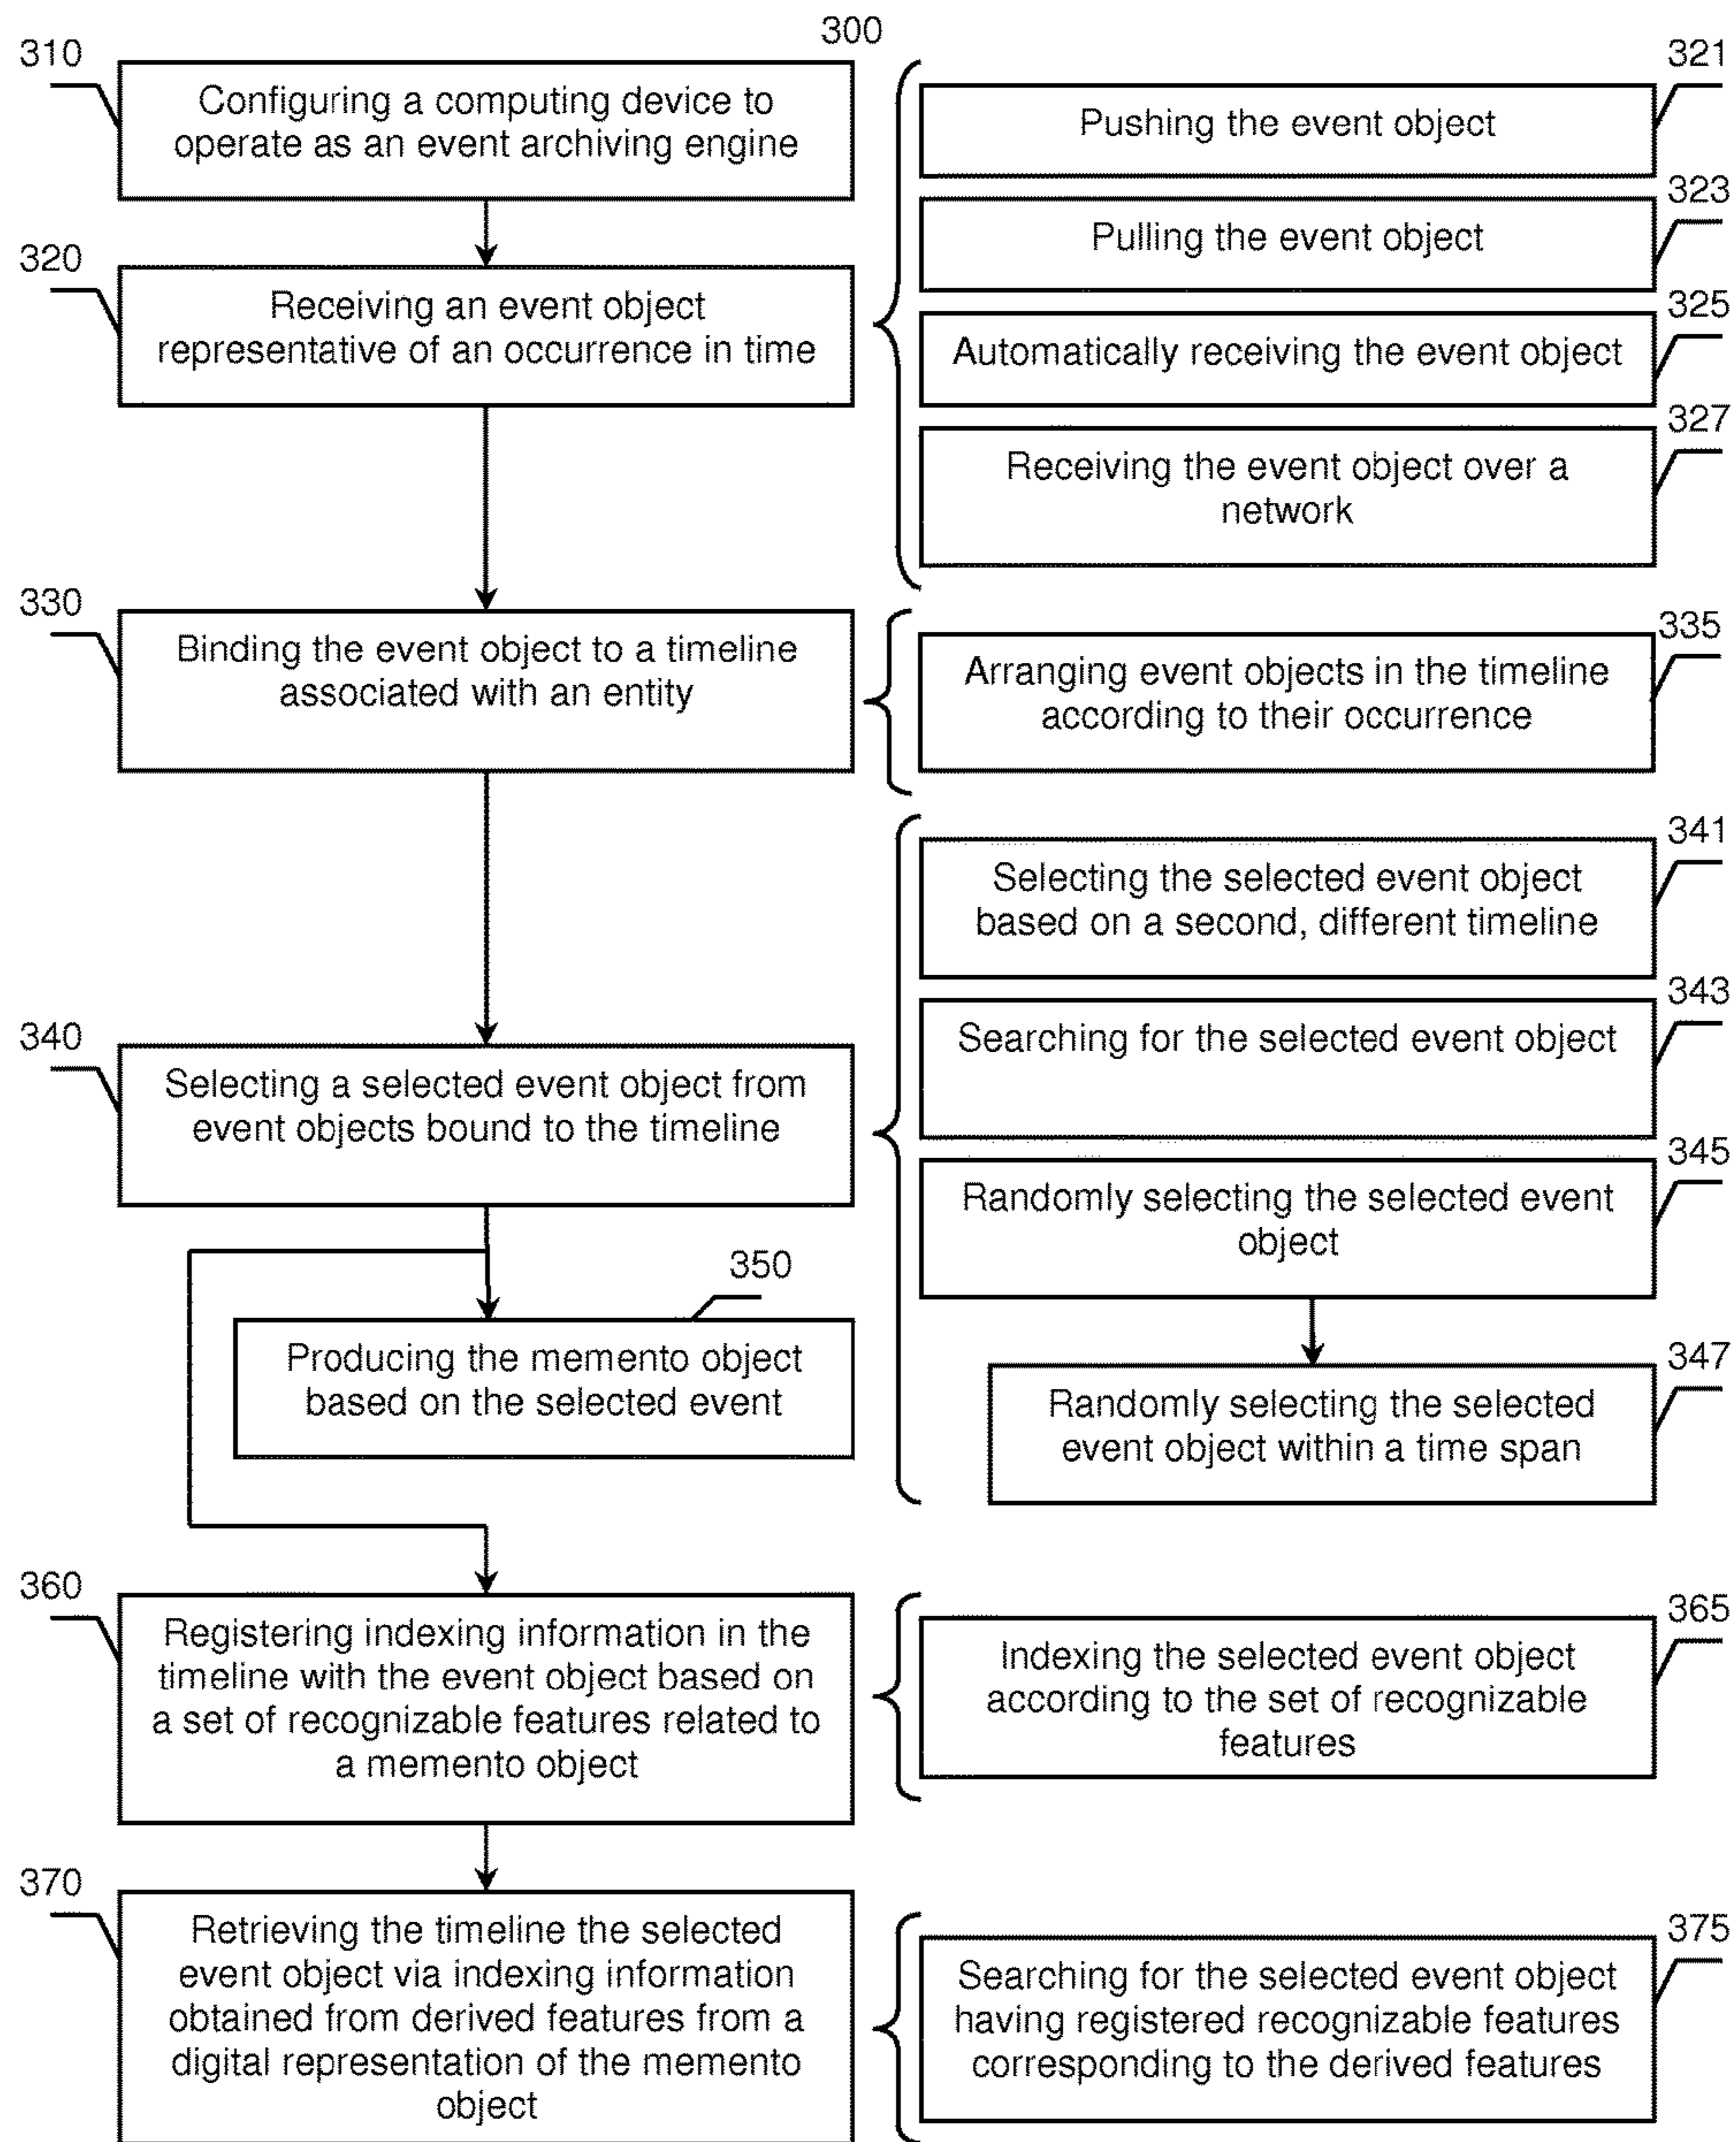 300
310
Configuring a computing device to
operate as an event archiving engine
320
Receiving an event object
representative of an occurrence in time
321
Pushing the event object
323
Pulling the event object
325
Automatically receiving the event object
327
Receiving the event object over a
network
330
Binding the event object to a timeline
associated with an entity
335
Arranging event objects in the timeline
according to their occurrence
340
Selecting a selected event object from
event objects bound to the timeline
341
Selecting the selected event object
based on a second, different timeline
343
Searching for the selected event object
345
Randomly selecting the selected event
object
347
Randomly selecting the selected
event object within a time span
350
Producing the memento object
based on the selected event
360
Registering indexing information in the
timeline with the event object based on
a set of recognizable features related to
a memento object
365
Indexing the selected event object
according to the set of recognizable
features
370
Retrieving the timeline the selected
event object via indexing information
obtained from derived features from a
digital representation of the memento
object
375
Searching for the selected event object
having registered recognizable features
corresponding to the derived features